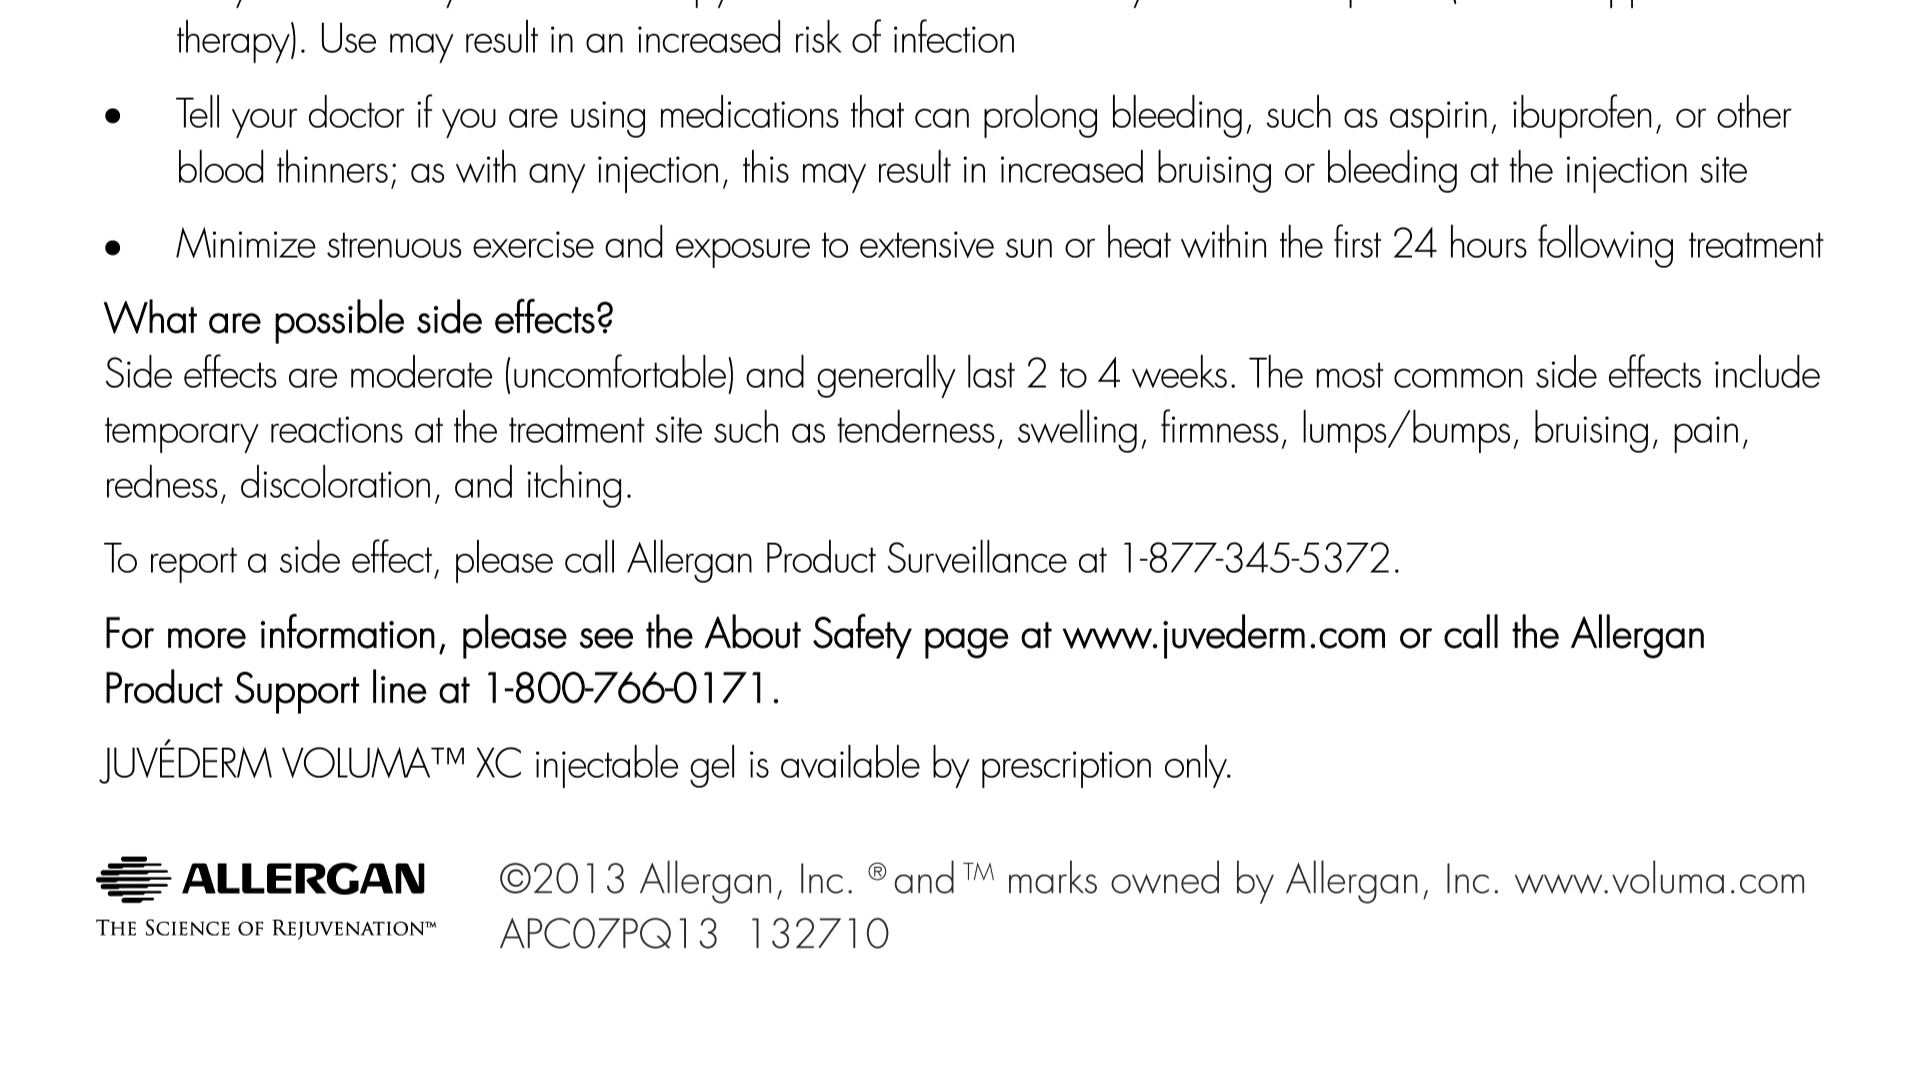 therapy). Use may result in an increased risk of infection
• Tell your doctor if you are using medications that can prolong bleeding, such as aspirin, ibuprofen, or other
blood thinners; as with any injection, this may result in increased bruising or bleeding at the injection site
• Minimize strenuous exercise and exposure to extensive sun or heat within the first 24 hours following treatment
What are possible side effects?
Side effects are moderate (uncomfortable) and generally last 2 to 4 weeks. The most common side effects include
temporary reactions at the treatment site such as tenderness, swelling, firmness, lumps/bumps, bruising, pain,
redness, discoloration, and itching.
To report a side effect, please call Allergan Product Surveillance at 1-877-345-5372.
For more information, please see the About Safety page at www.juvederm.com or call the Allergan
Product Support line at 1-800-766-0171.
JUVÉDERM VOLUMA™ XC injectable gel is available by prescription only.
ALLERGAN
THE SCIENCE OF REJUVENATION™
©2013 Allergan, Inc. ® and ™ marks owned by Allergan, Inc. www.voluma.com
APC07PQ13 132710